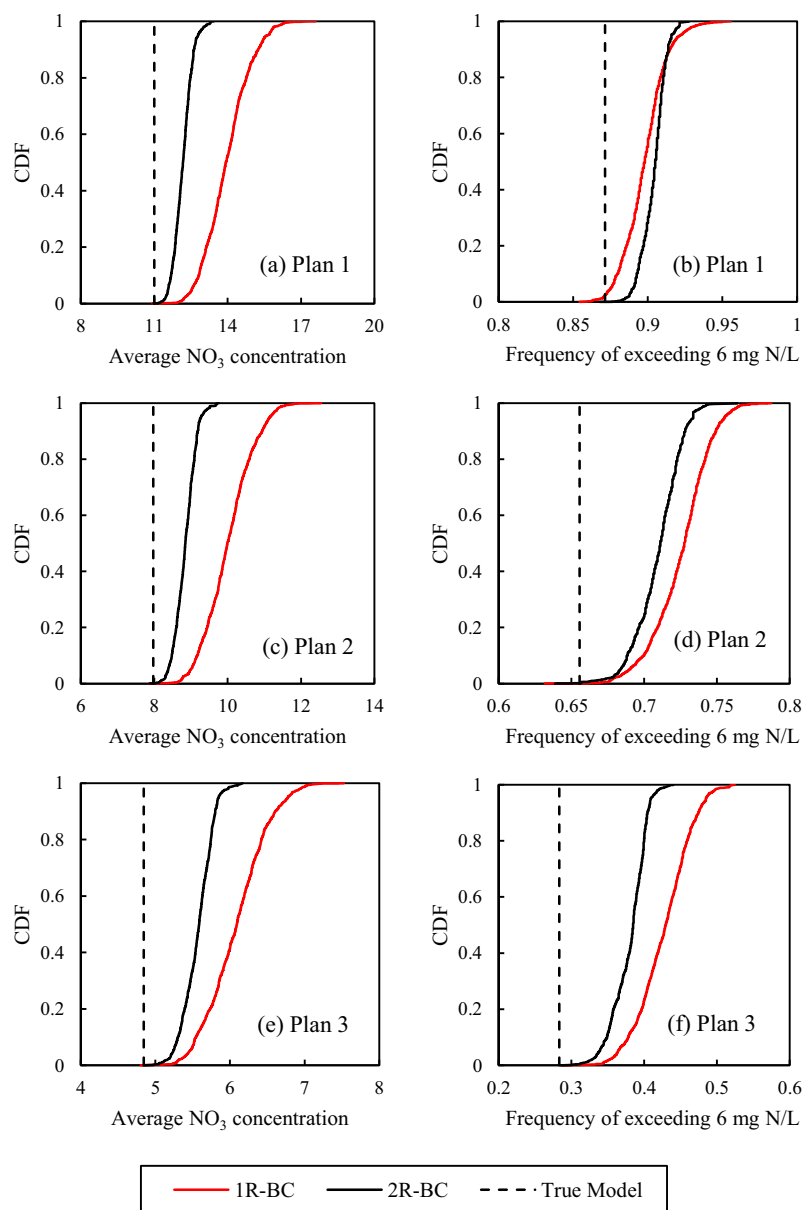 1
0.8
0.6
0.4
0.2
0
CDF
(a) Plan 1
8 11 14 17 20
Average NO₃ concentration
1
0.8
0.6
0.4
0.2
0
CDF
(b) Plan 1
0.8 0.85 0.9 0.95 1
Frequency of exceeding 6 mg N/L
1
0.8
0.6
0.4
0.2
0
CDF
(c) Plan 2
6 8 10 12 14
Average NO₃ concentration
1
0.8
0.6
0.4
0.2
0
CDF
(d) Plan 2
0.6 0.65 0.7 0.75 0.8
Frequency of exceeding 6 mg N/L
1
0.8
0.6
0.4
0.2
0
CDF
(e) Plan 3
4 5 6 7 8
Average NO₃ concentration
1
0.8
0.6
0.4
0.2
0
CDF
(f) Plan 3
0.2 0.3 0.4 0.5 0.6
Frequency of exceeding 6 mg N/L
1R-BC 2R-BC True Model